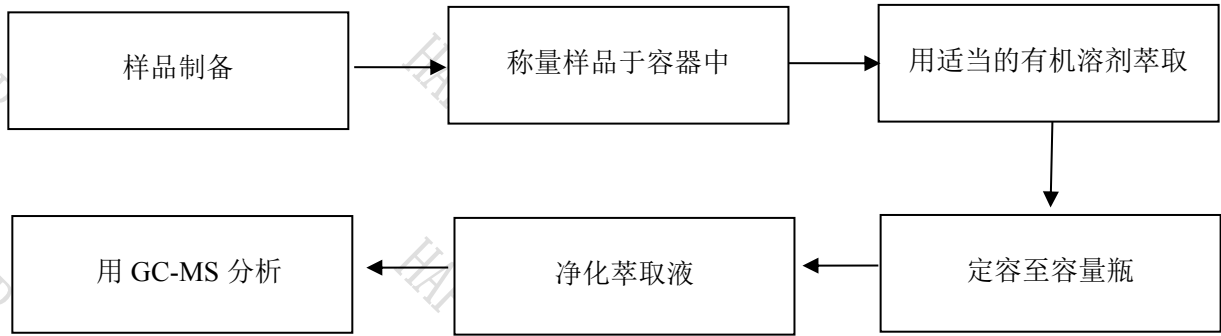 样品制备
称量样品于容器中
用适当的有机溶剂萃取
定容至容量瓶
净化萃取液
用 GC-MS 分析